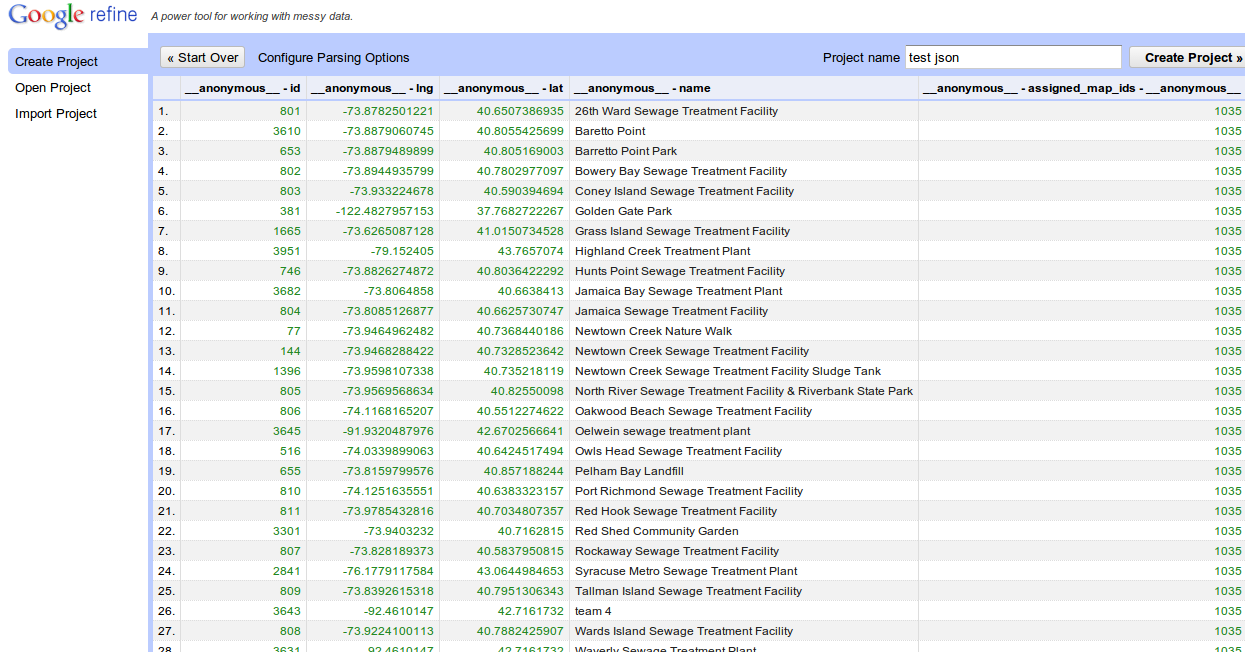 Google refine A power tool for working with messy data.
Create Project
Open Project
Import Project
« Start Over Configure Parsing Options Project name test json Create Project »
__anonymous__ - id __anonymous__ - lng __anonymous__ - lat __anonymous__ - name __anonymous__ - assigned_map_ids - __anonymous__
1. 801 -73.8782501221 40.6507386935 26th Ward Sewage Treatment Facility 1035
2. 3610 -73.8879060745 40.8055425699 Baretto Point 1035
3. 653 -73.8879489899 40.805169003 Barretto Point Park 1035
4. 802 -73.8944935799 40.7802977097 Bowery Bay Sewage Treatment Facility 1035
5. 803 -73.933224678 40.590394694 Coney Island Sewage Treatment Facility 1035
6. 381 -122.4827957153 37.7682722267 Golden Gate Park 1035
7. 1665 -73.6265087128 41.0150734528 Grass Island Sewage Treatment Facility 1035
8. 3951 -79.152405 43.7657074 Highland Creek Treatment Plant 1035
9. 746 -73.8826274872 40.8036422292 Hunts Point Sewage Treatment Facility 1035
10. 3682 -73.8064858 40.6638413 Jamaica Bay Sewage Treatment Plant 1035
11. 804 -73.8085126877 40.6625730747 Jamaica Sewage Treatment Facility 1035
12. 77 -73.9464962482 40.7368440186 Newtown Creek Nature Walk 1035
13. 144 -73.9468288422 40.7328523642 Newtown Creek Sewage Treatment Facility 1035
14. 1396 -73.9598107338 40.735218119 Newtown Creek Sewage Treatment Facility Sludge Tank 1035
15. 805 -73.9569568634 40.82550098 North River Sewage Treatment Facility & Riverbank State Park 1035
16. 806 -74.1168165207 40.5512274622 Oakwood Beach Sewage Treatment Facility 1035
17. 3645 -91.9320487976 42.6702566641 Oelwein sewage treatment plant 1035
18. 516 -74.0339899063 40.6424517494 Owls Head Sewage Treatment Facility 1035
19. 655 -73.8159799576 40.857188244 Pelham Bay Landfill 1035
20. 810 -74.1251635551 40.6383323157 Port Richmond Sewage Treatment Facility 1035
21. 811 -73.9785432816 40.7034807357 Red Hook Sewage Treatment Facility 1035
22. 3301 -73.9403232 40.7162815 Red Shed Community Garden 1035
23. 807 -73.828189373 40.5837950815 Rockaway Sewage Treatment Facility 1035
24. 2841 -76.1779117584 43.0644984653 Syracuse Metro Sewage Treatment Plant 1035
25. 809 -73.8392615318 40.7951306343 Tallman Island Sewage Treatment Facility 1035
26. 3643 -92.4610147 42.7161732 team 4 1035
27. 808 -73.9224100113 40.7882425907 Wards Island Sewage Treatment Facility 1035
28. 3631 -92.4610147 42.7161732 Waverly Sewage Treatment Plant 1035